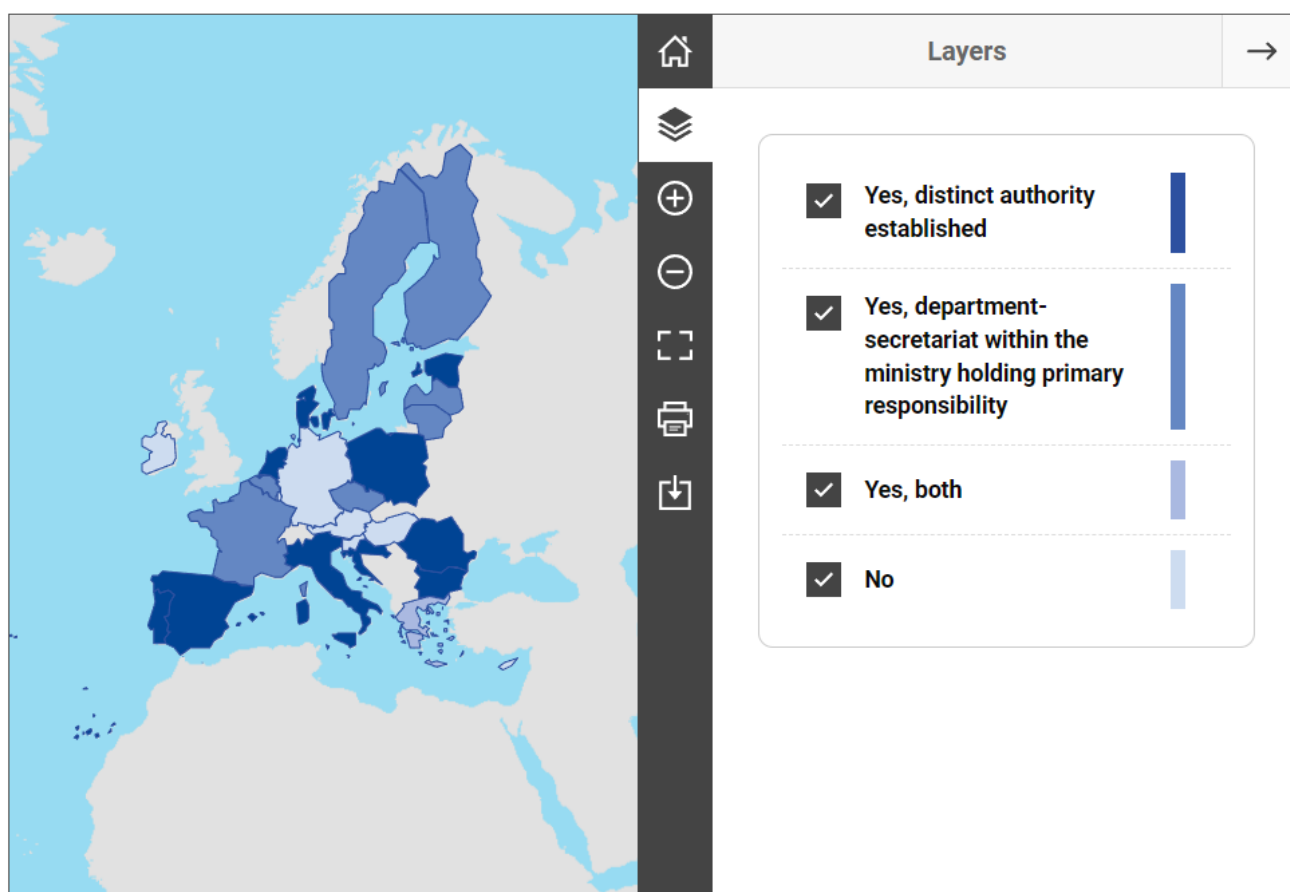 Layers
Yes, distinct authority
established
Yes, department-
secretariat within the
ministry holding primary
responsibility
Yes, both
No